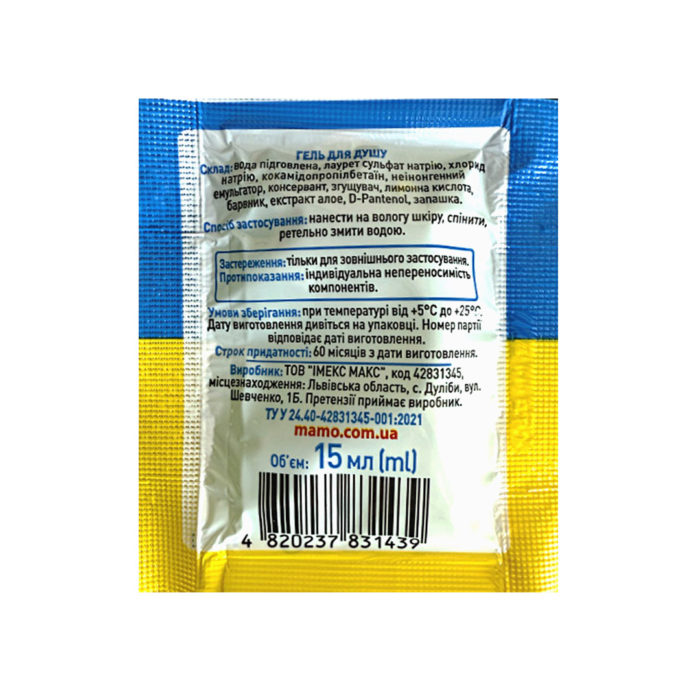 ГЕЛЬ ДЛЯ ДУШУ
Склад: вода підговлена, лаурет сульфат натрію, хлорид
натрію, кокамідопропілбетаїн, неіоногенний
емульгатор, консервант, згущувач, лимонна кислота,
барвник, екстракт алое, D-Pantenol, запашка.
Спосіб застосування: нанести на вологу шкіру, спінити,
ретельно змити водою.
Застереження: тільки для зовнішнього застосування.
Протипоказання: індивідуальна непереносимість
компонентів.
Умови зберігання: при температурі від +5°С до +25°С.
Дату виготовлення дивіться на упаковці. Номер партії
відповідає даті виготовлення.
Строк придатності: 60 місяців з дати виготовлення.
Виробник: ТОВ "ІМЕКС МАКС", код 42831345,
місцезнаходження: Львівська область, с. Дуліби, вул.
Шевченко, 1Б. Претензії приймає виробник.
ТУ У 24.40-42831345-001:2021
mamo.com.ua
Об'єм: 15 мл (ml)
4 820237 831439